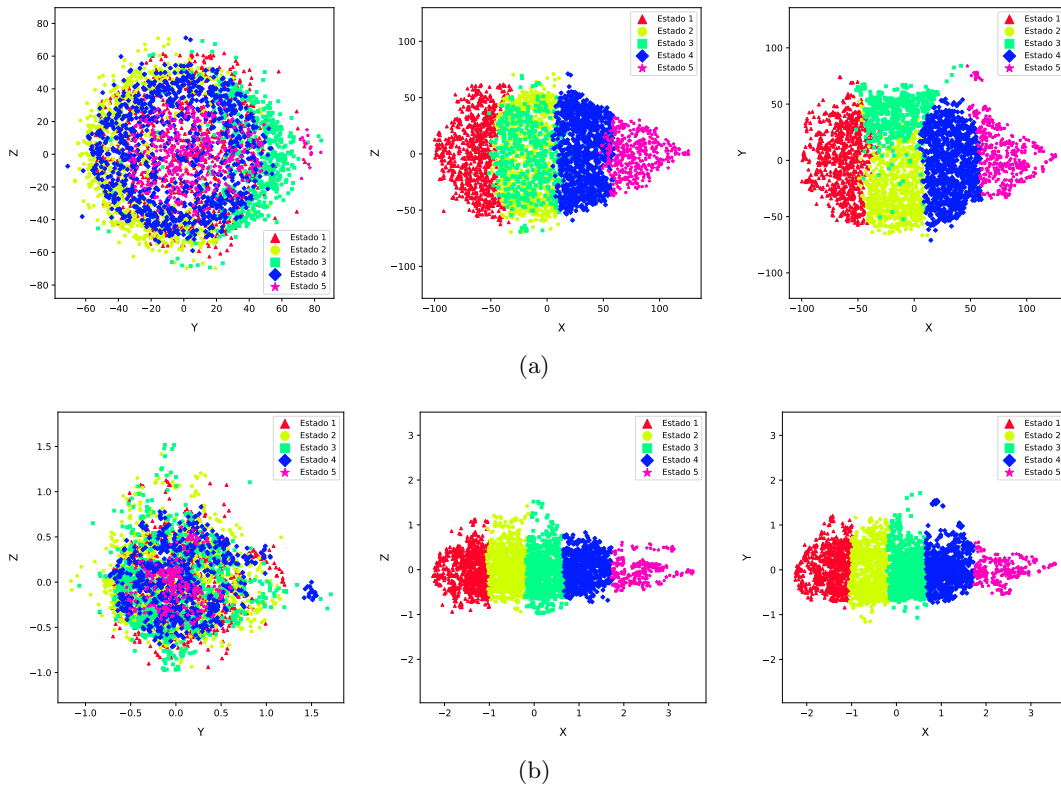 80
60
40
20
0
−20
−40
−60
−80
−60 −40 −20 0 20 40 60 80
Y
Z
Estado 1
Estado 2
Estado 3
Estado 4
Estado 5
100
50
0
−50
−100
−100 −50 0 50 100
X
Z
Estado 1
Estado 2
Estado 3
Estado 4
Estado 5
100
50
0
−50
−100
−100 −50 0 50 100
X
Y
Estado 1
Estado 2
Estado 3
Estado 4
Estado 5
(a)
1.5
1.0
0.5
0.0
−0.5
−1.0
−1.0 −0.5 0.0 0.5 1.0 1.5
Y
Z
Estado 1
Estado 2
Estado 3
Estado 4
Estado 5
3
2
1
0
−1
−2
−2 −1 0 1 2 3
X
Z
Estado 1
Estado 2
Estado 3
Estado 4
Estado 5
3
2
1
0
−1
−2
−2 −1 0 1 2 3
X
Y
Estado 1
Estado 2
Estado 3
Estado 4
Estado 5
(b)